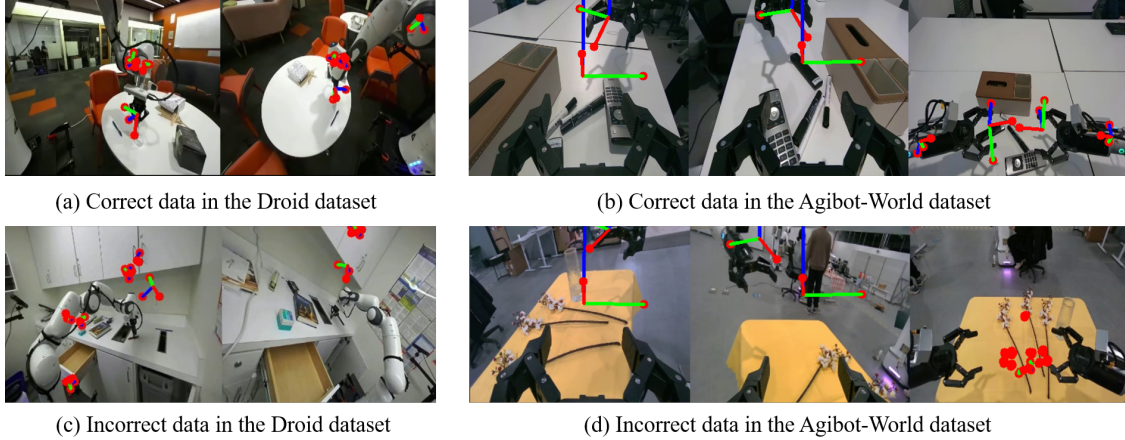 (a) Correct data in the Droid dataset
(b) Correct data in the Agibot-World dataset
(c) Incorrect data in the Droid dataset
(d) Incorrect data in the Agibot-World dataset